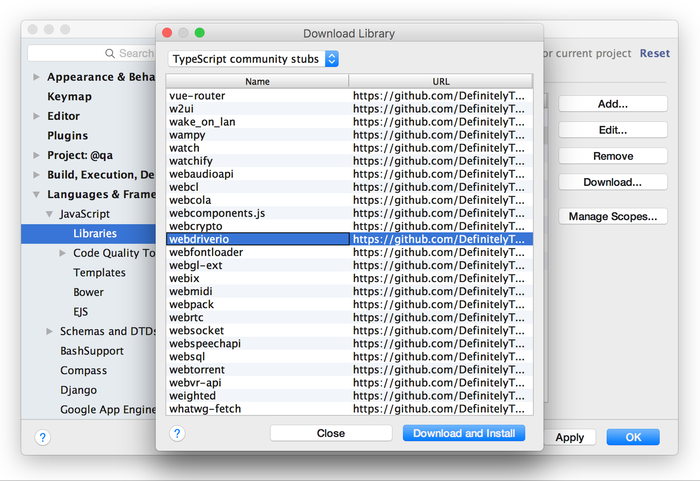 Download Library
Search
or current project
Reset
Appearance & Beha
Keymap
Editor
Plugins
Project: @qa
Build, Execution, De
Languages & Frame
JavaScript
Libraries
Code Quality To
Templates
Bower
EJS
Schemas and DTDs
BashSupport
Compass
Django
Google App Engine
TypeScript community stubs
Name URL
vue-router https://github.com/DefinitelyT...
w2ui https://github.com/DefinitelyT...
wake_on_lan https://github.com/DefinitelyT...
wampy https://github.com/DefinitelyT...
watch https://github.com/DefinitelyT...
watchify https://github.com/DefinitelyT...
webaudioapi https://github.com/DefinitelyT...
webcl https://github.com/DefinitelyT...
webcola https://github.com/DefinitelyT...
webcomponents.js https://github.com/DefinitelyT...
webcrypto https://github.com/DefinitelyT...
webdriverio https://github.com/DefinitelyT...
webfontloader https://github.com/DefinitelyT...
webgl-ext https://github.com/DefinitelyT...
webix https://github.com/DefinitelyT...
webmidi https://github.com/DefinitelyT...
webpack https://github.com/DefinitelyT...
webrtc https://github.com/DefinitelyT...
websocket https://github.com/DefinitelyT...
webspeechapi https://github.com/DefinitelyT...
websql https://github.com/DefinitelyT...
webtorrent https://github.com/DefinitelyT...
webvr-api https://github.com/DefinitelyT...
weighted https://github.com/DefinitelyT...
whatwg-fetch https://github.com/DefinitelyT...
? Close Download and Install
Add...
Edit...
Remove
Download...
Manage Scopes...
? Apply OK